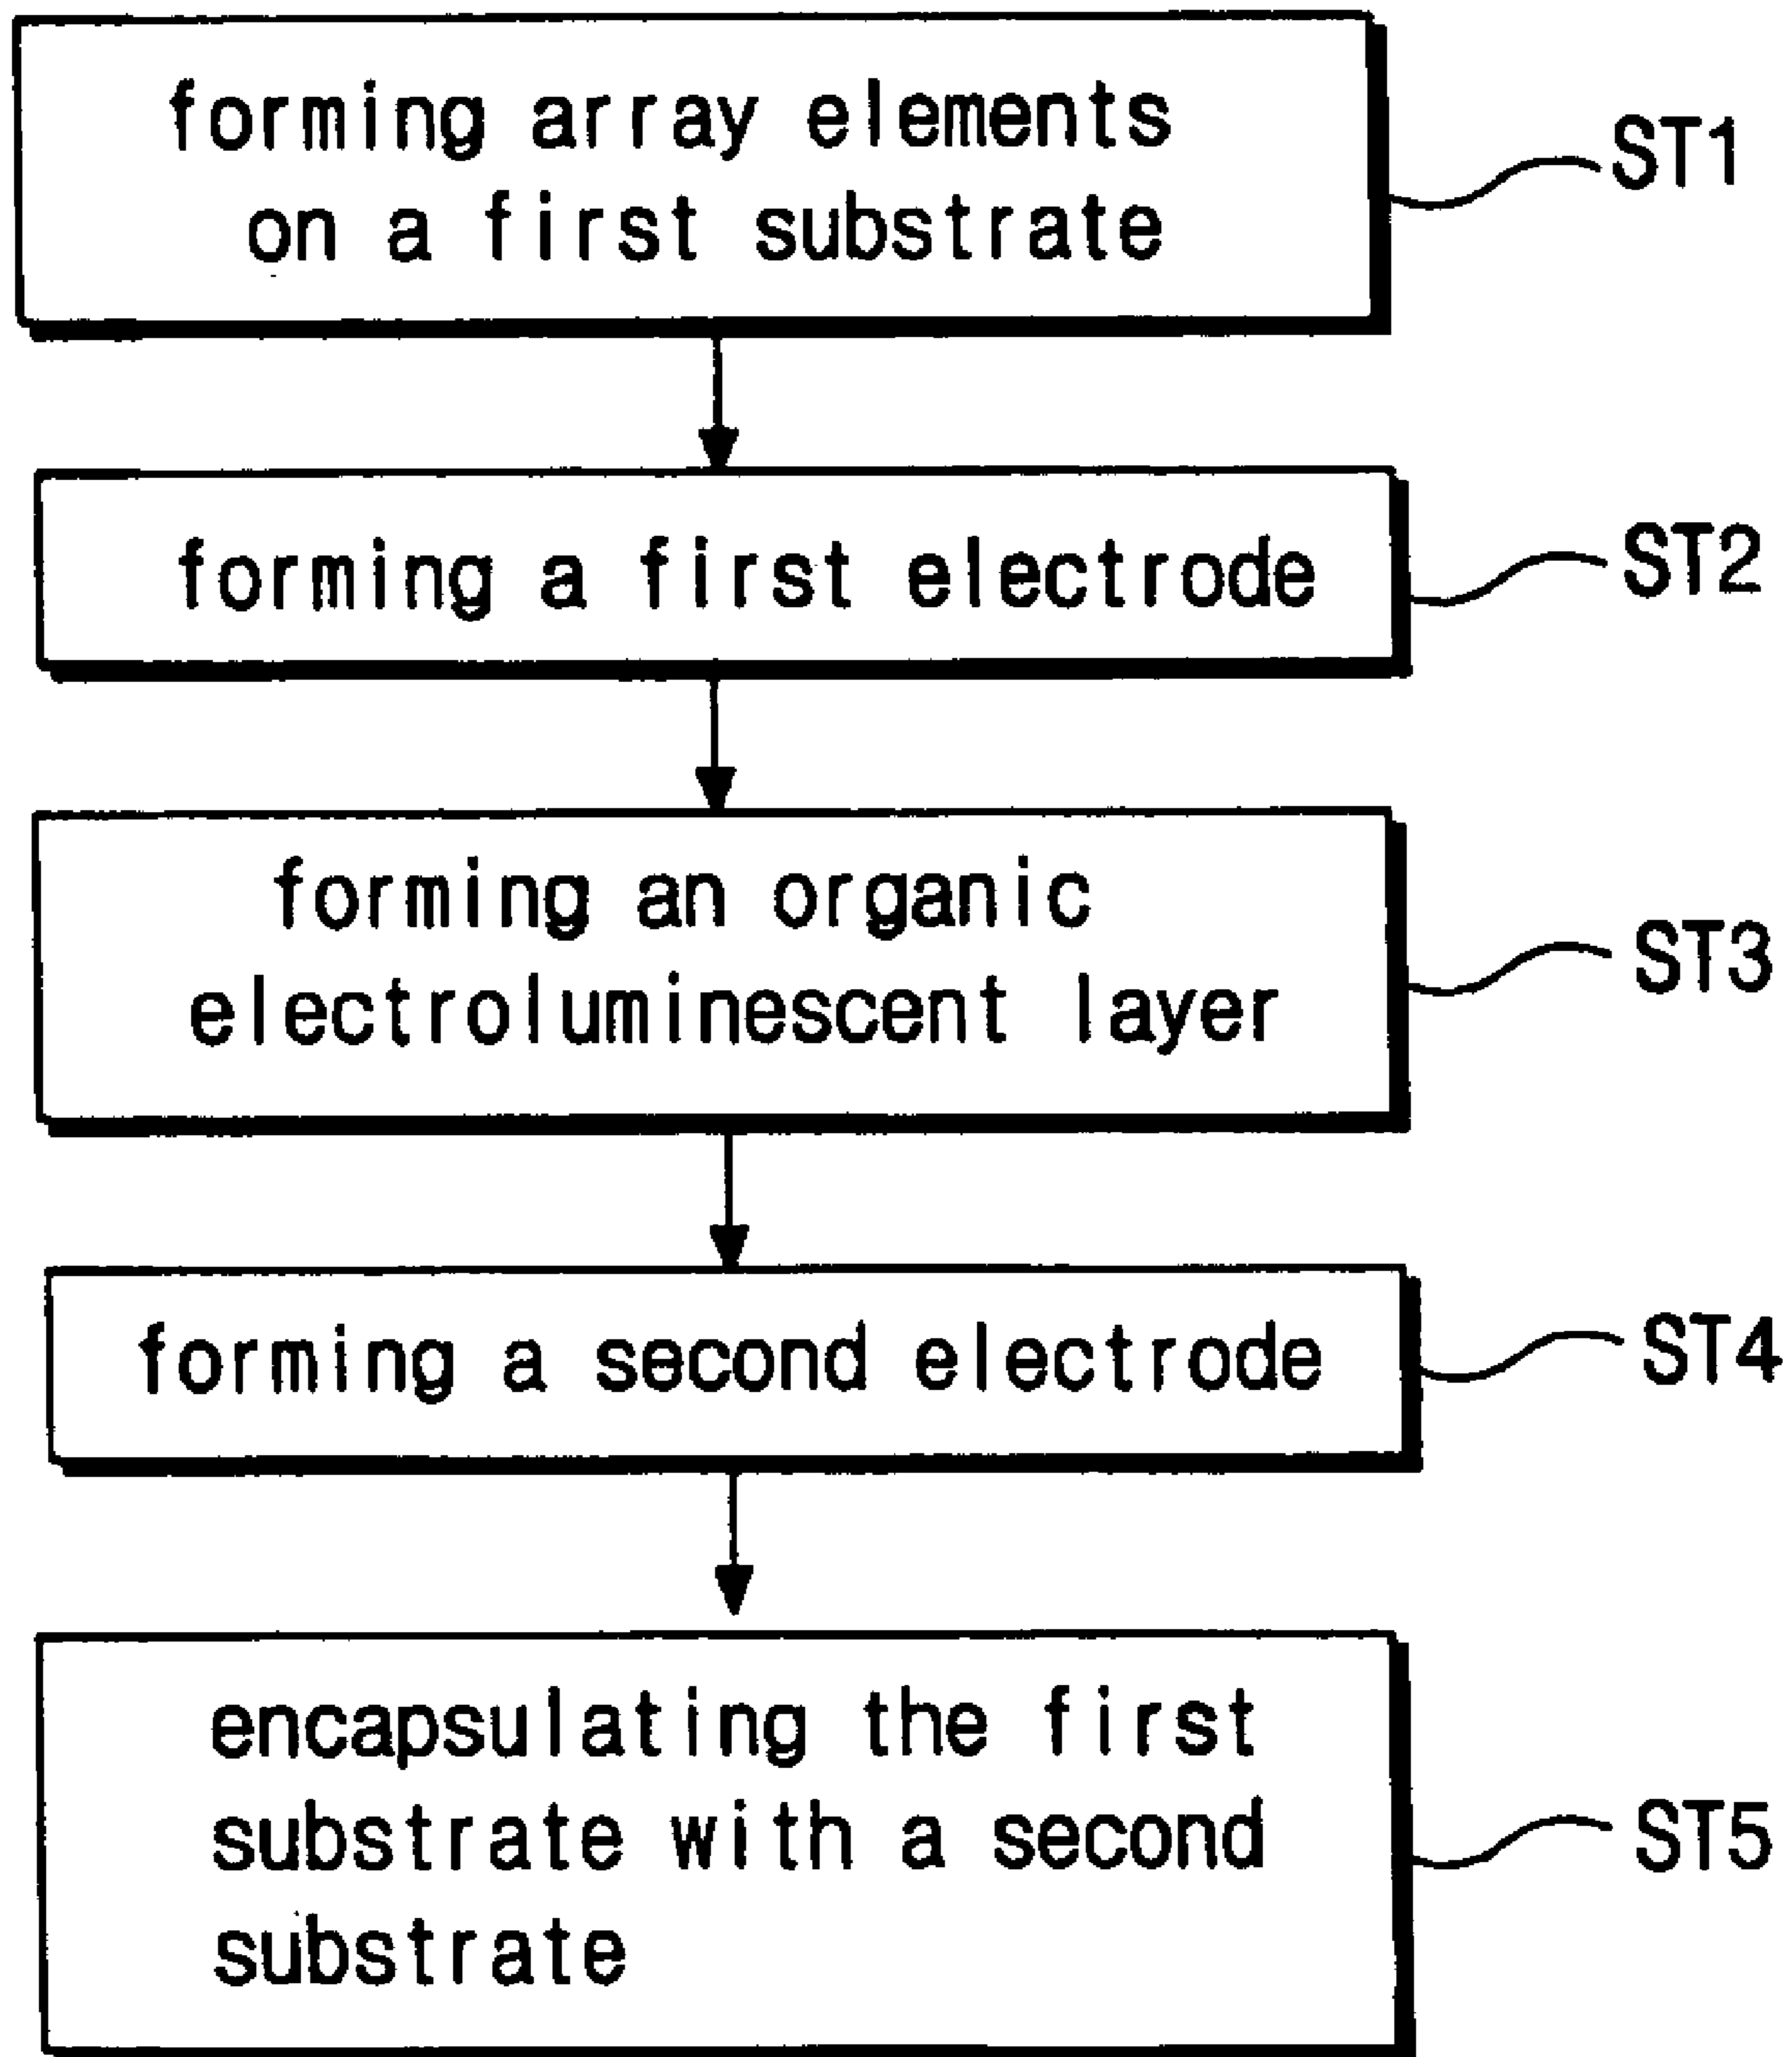 forming array elements
on a first substrate
ST1
forming a first electrode
ST2
forming an organic
electroluminescent layer
ST3
forming a second electrode
ST4
encapsulating the first
substrate with a second
substrate
ST5